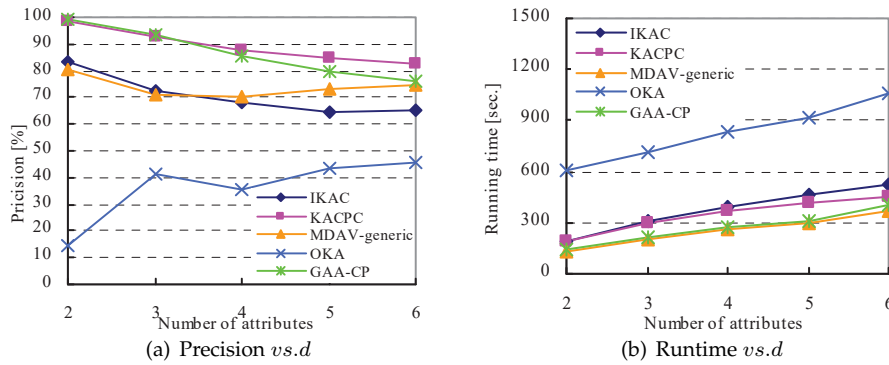 100
90
80
70
60
50
40
30
20
10
0
Pricision [%]
IKAC
KACPC
MDAV-generic
OKA
GAA-CP
2 3 4 5 6
Number of attributes
(a) Precision vs.d
1500
1200
900
600
300
0
Running time [sec.]
IKAC
KACPC
MDAV-generic
OKA
GAA-CP
2 3 4 5 6
Number of attributes
(b) Runtime vs.d